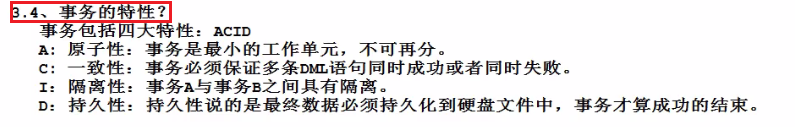 3.4、事务的特性？
事务包括四大特性：ACID
A: 原子性：事务是最小的工作单元，不可再分。
C: 一致性：事务必须保证多条DML语句同时成功或者同时失败。
I: 隔离性：事务A与事务B之间具有隔离。
D: 持久性：持久性说的是最终数据必须持久化到硬盘文件中，事务才算成功的结束。